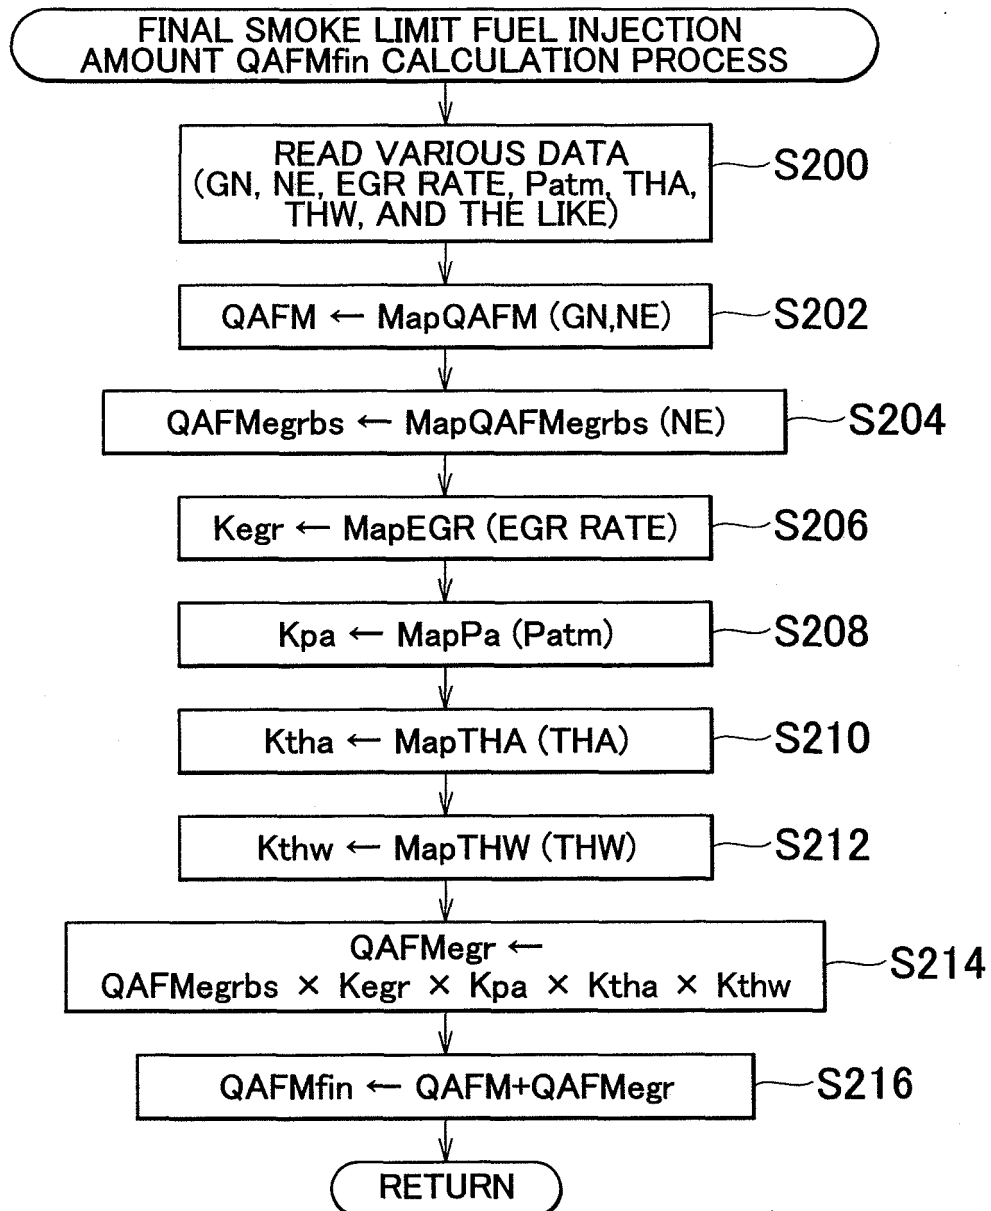 FINAL SMOKE LIMIT FUEL INJECTION
AMOUNT QAFMfin CALCULATION PROCESS
READ VARIOUS DATA
(GN, NE, EGR RATE, Patm, THA,
THW, AND THE LIKE)
S200
QAFM ← MapQAFM (GN,NE)
S202
QAFMegrbs ← MapQAFMegrbs (NE)
S204
Kegr ← MapEGR (EGR RATE)
S206
Kpa ← MapPa (Patm)
S208
Ktha ← MapTHA (THA)
S210
Kthw ← MapTHW (THW)
S212
QAFMegr ←
QAFMegrbs × Kegr × Kpa × Ktha × Kthw
S214
QAFMfin ← QAFM+QAFMegr
S216
RETURN